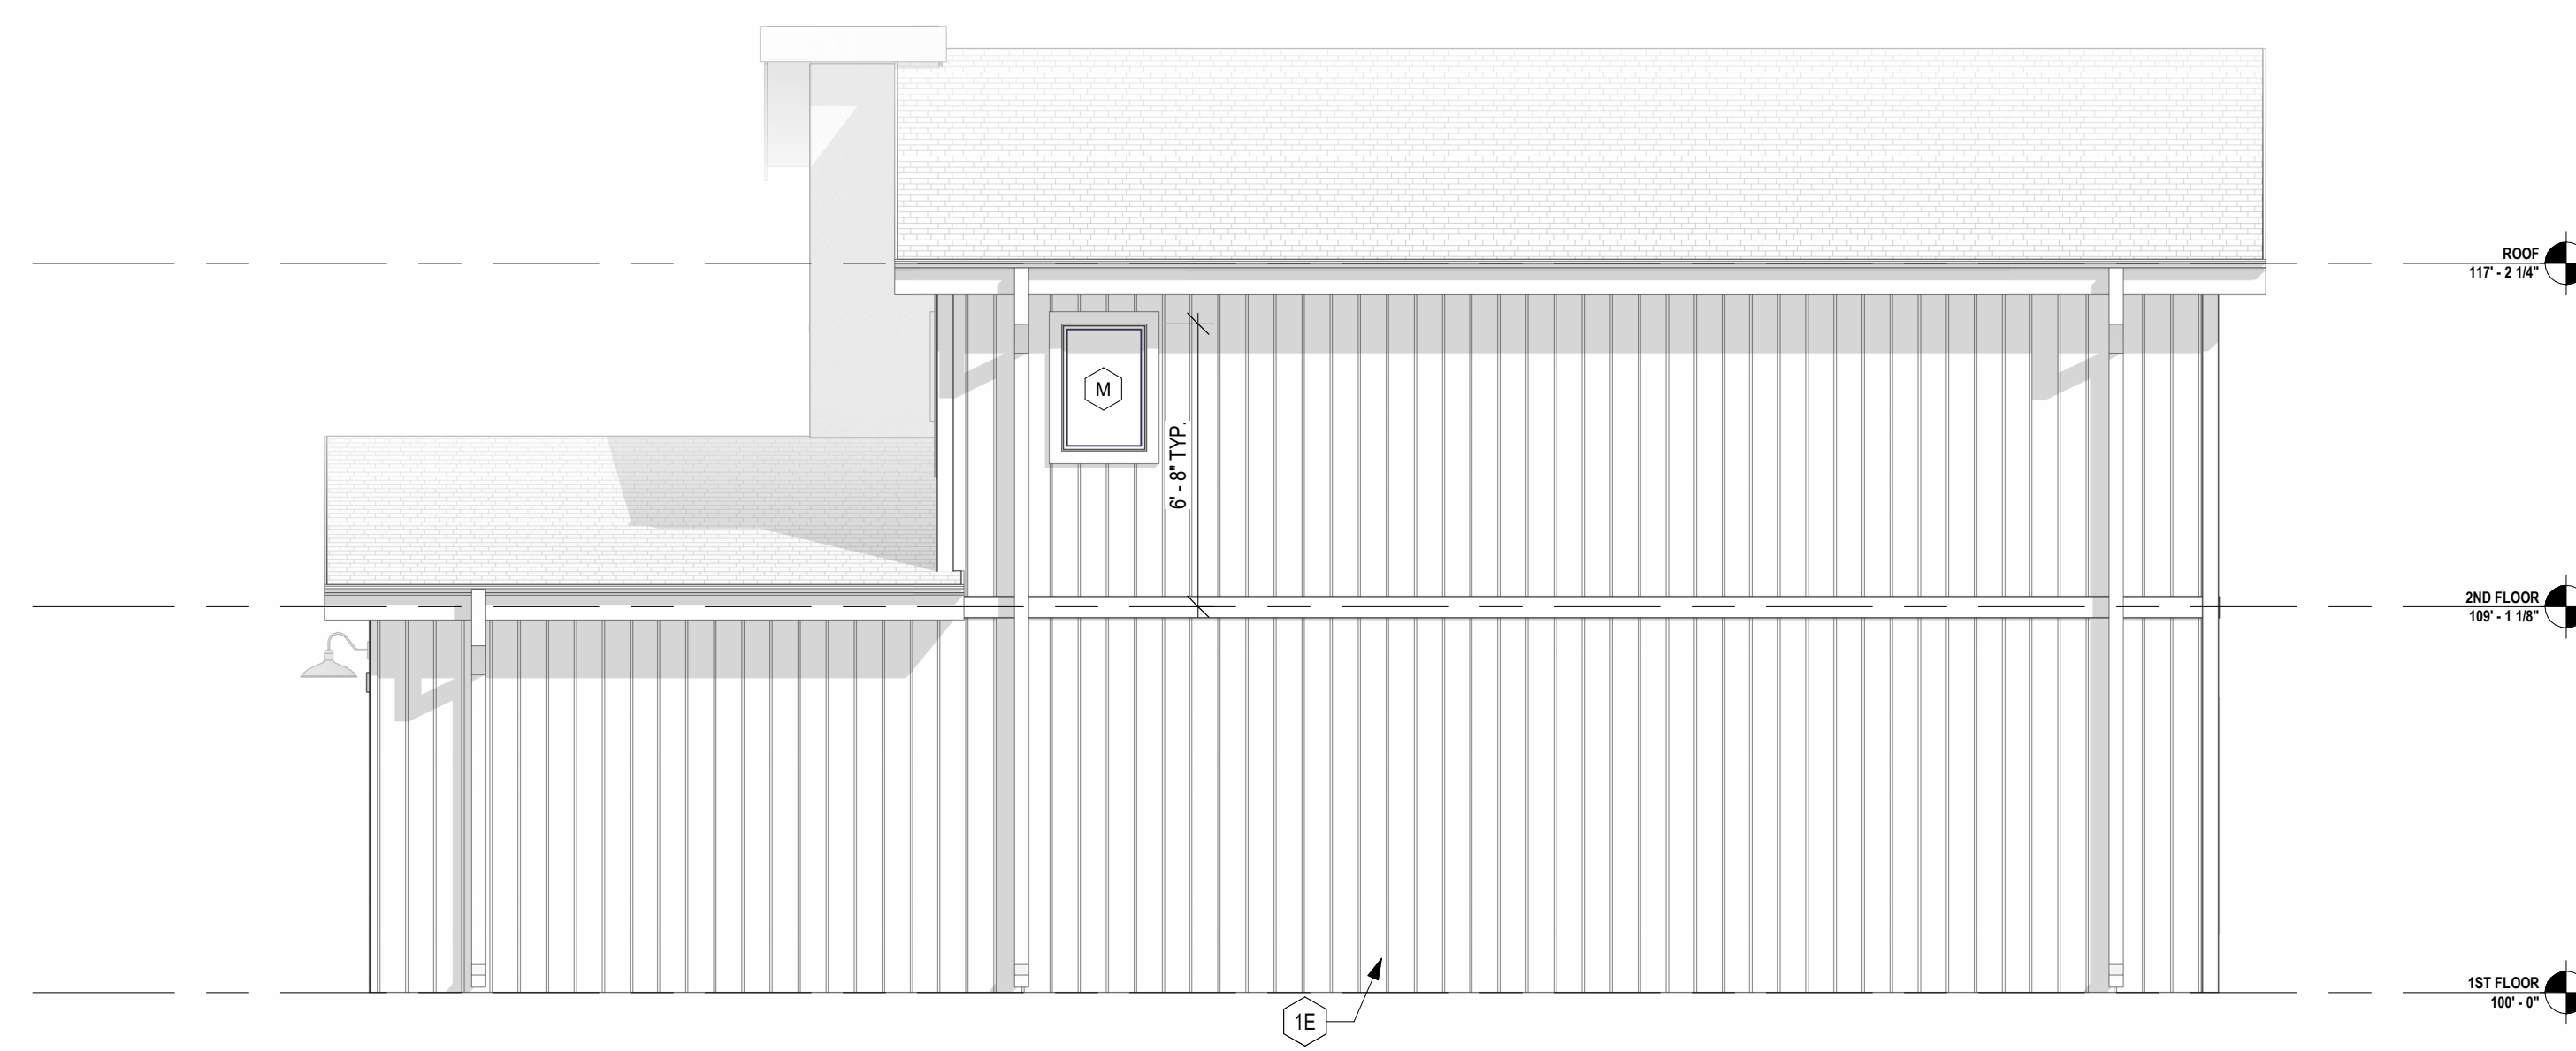 ROOF
117' - 2 1/4"
M
6' - 8" TYP.
2ND FLOOR
109' - 1 1/8"
1ST FLOOR
100' - 0"
1E